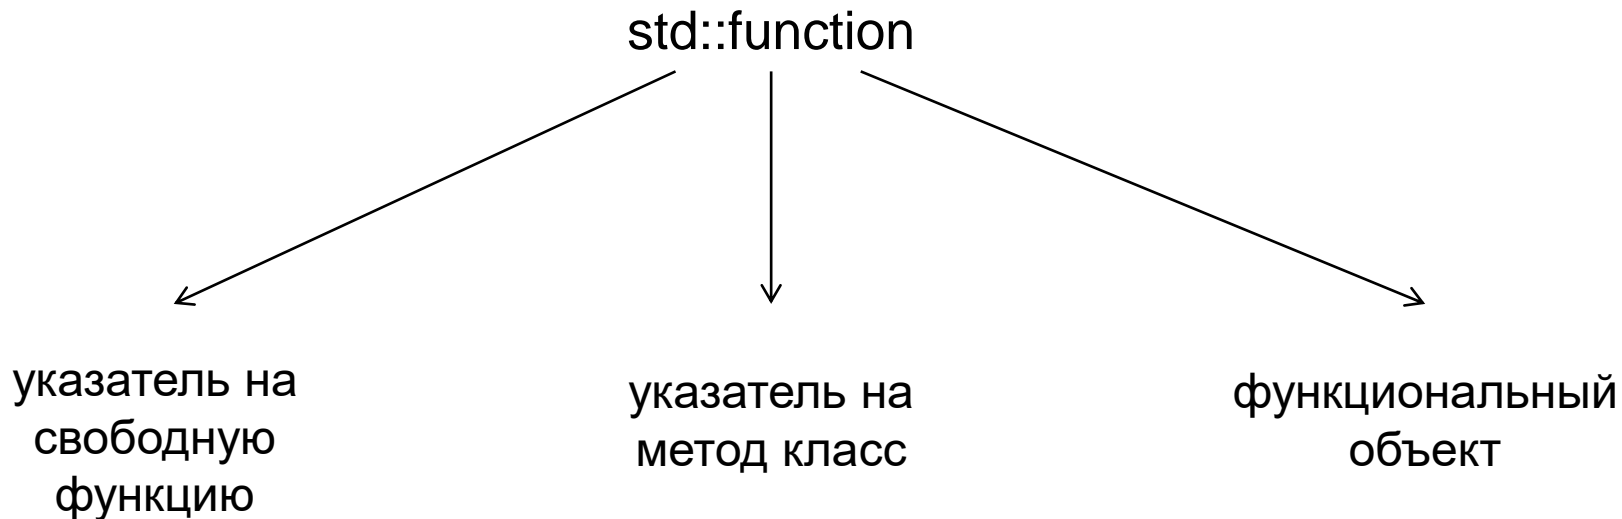 std::function
указатель на
свободную
функцию
указатель на
метод класс
функциональный
объект